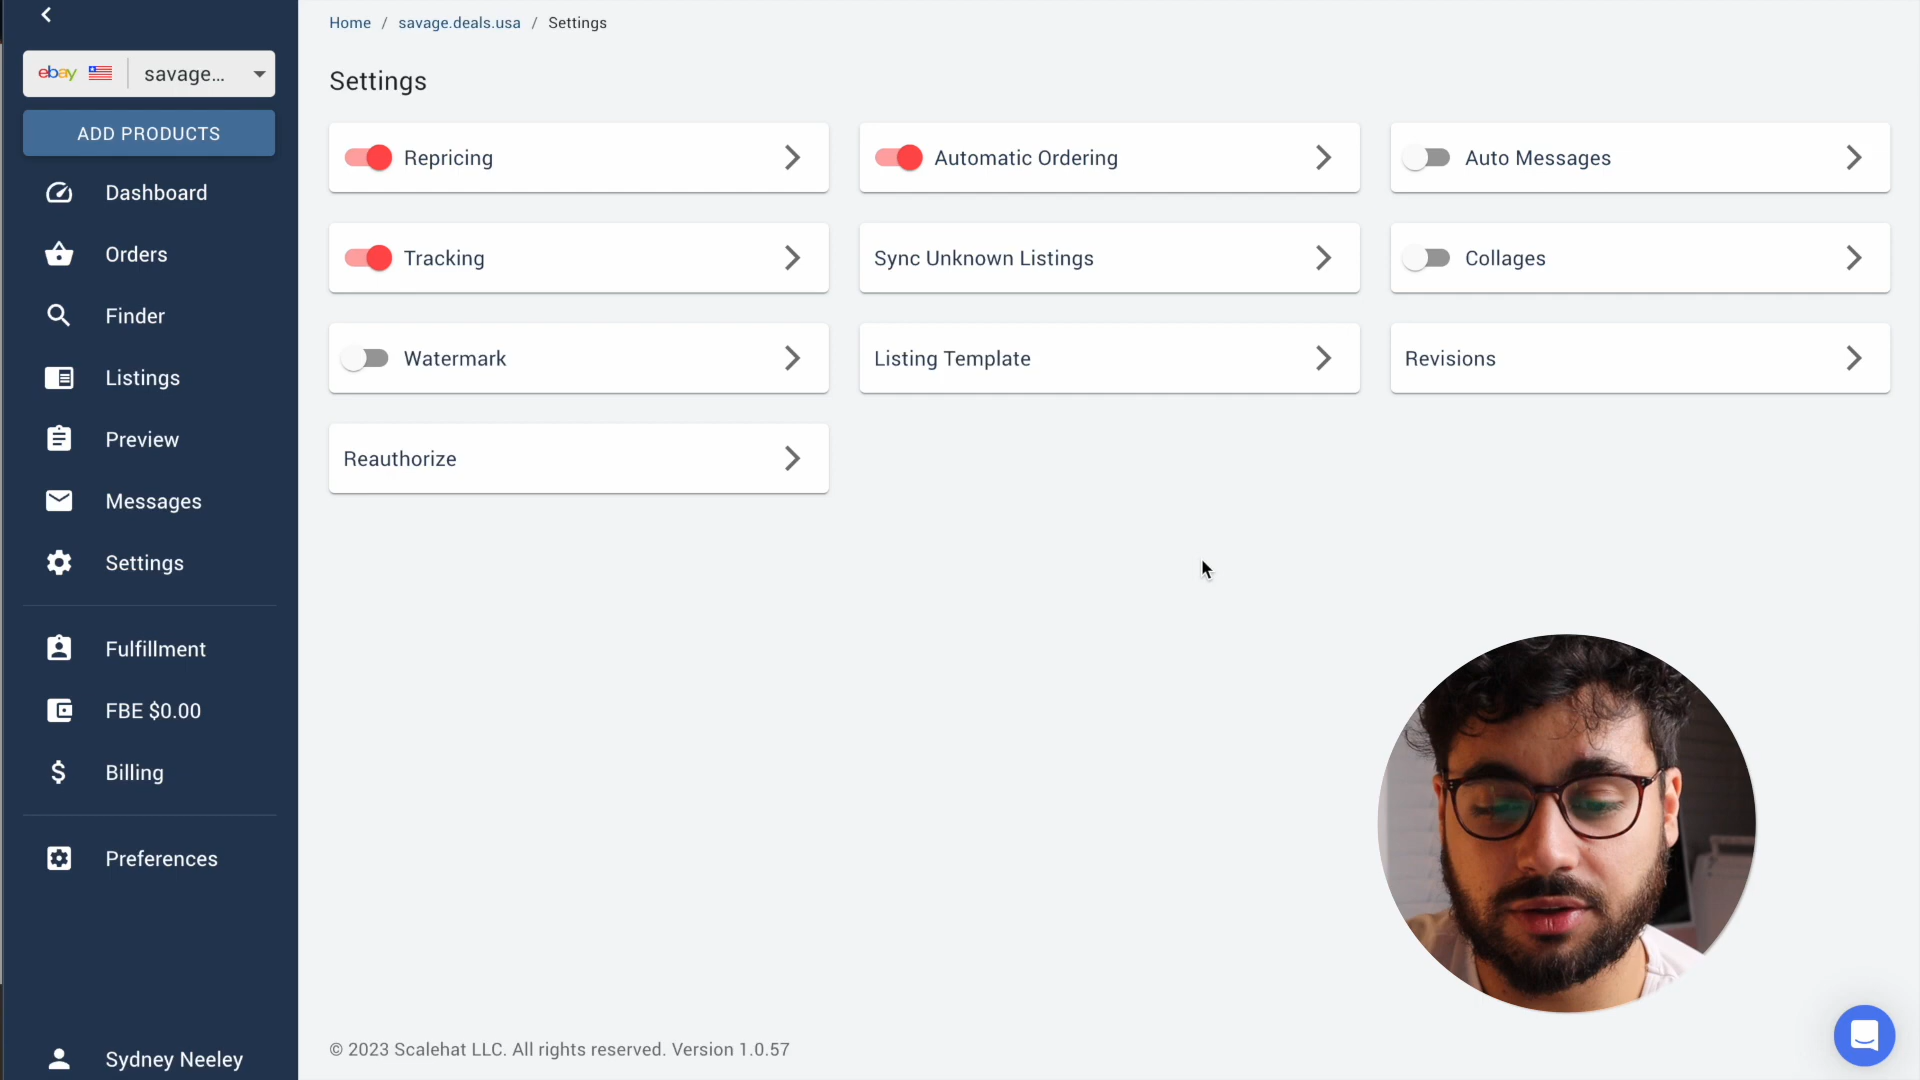 Home / savage.deals.usa / Settings
ebay savage...
ADD PRODUCTS
Dashboard
Orders
Finder
Listings
Preview
Messages
Settings
Fulfillment
FBE $0.00
Billing
Preferences
Sydney Neeley
Settings
Repricing
Automatic Ordering
Auto Messages
Tracking
Sync Unknown Listings
Collages
Watermark
Listing Template
Revisions
Reauthorize
© 2023 Scalehat LLC. All rights reserved. Version 1.0.57